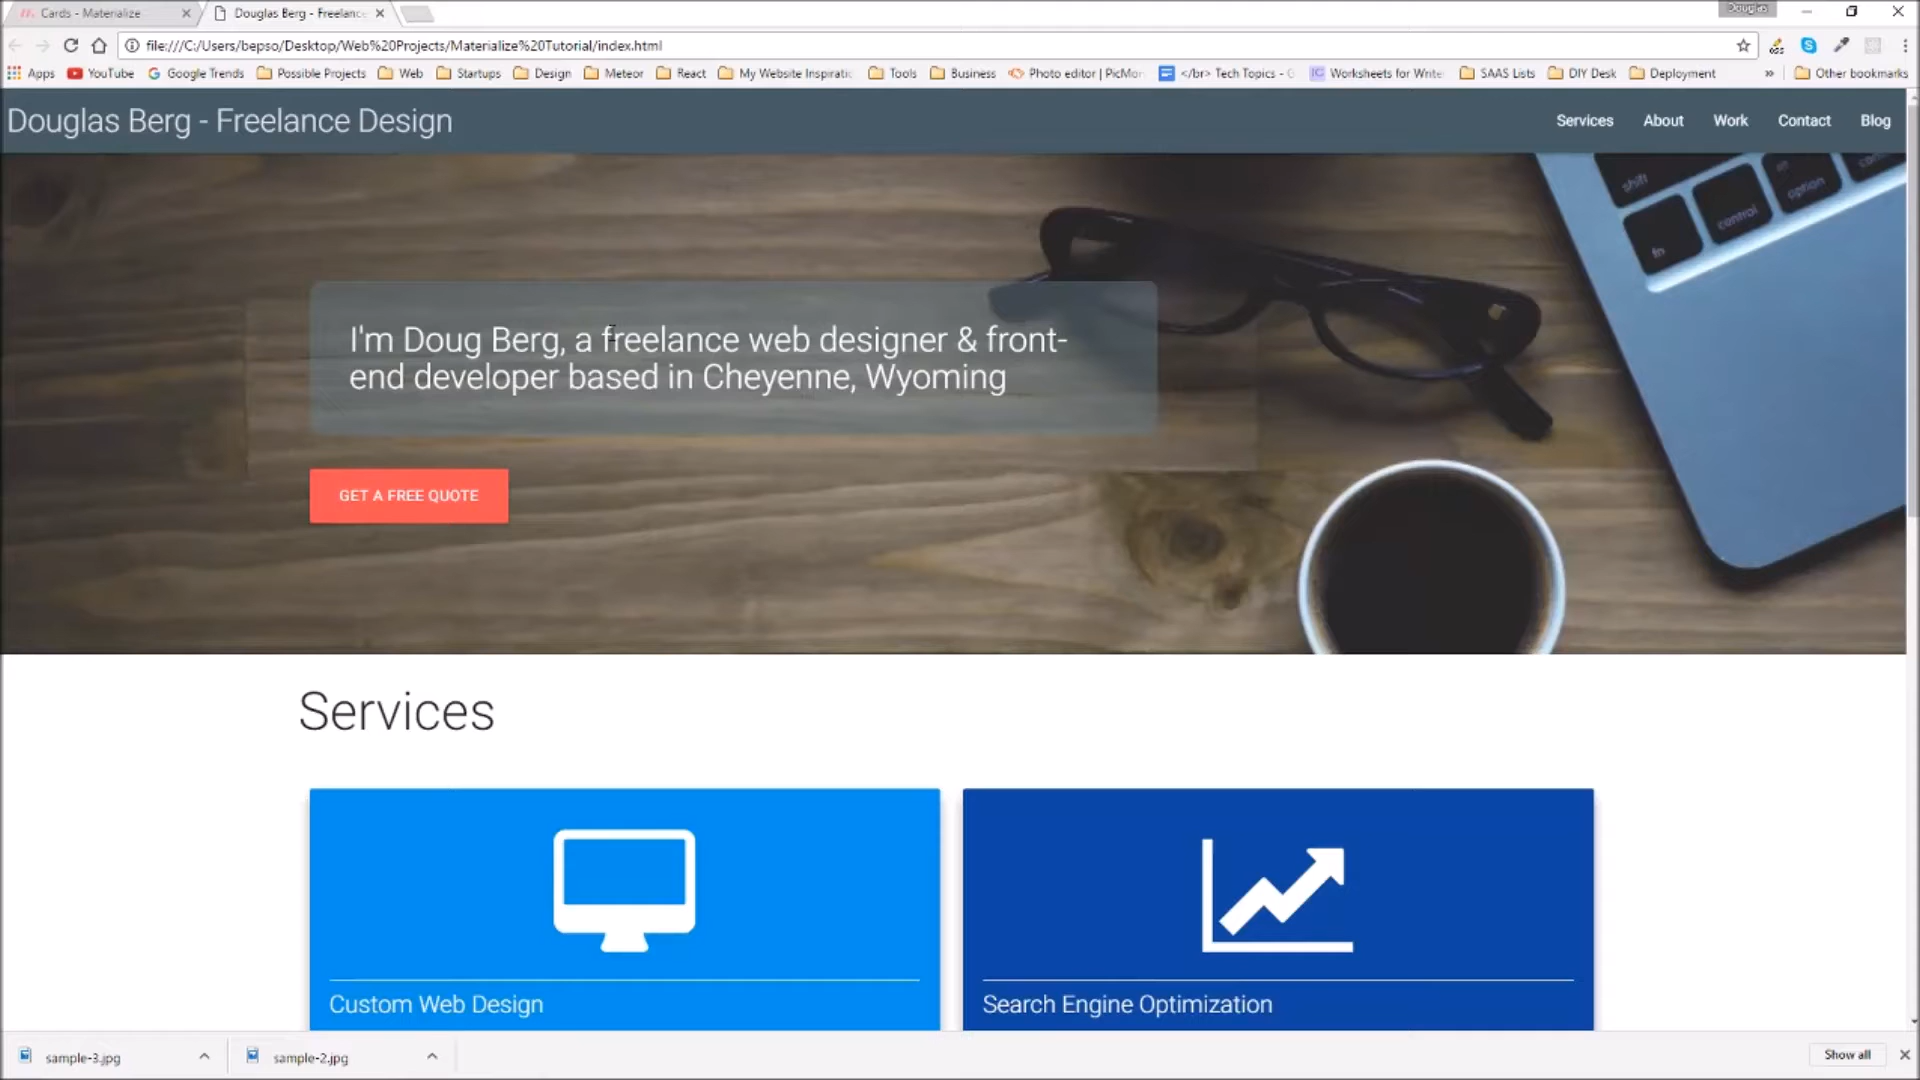 Cards - Materialize
Douglas Berg - Freelanc
Douglas
file:///C:/Users/bepso/Desktop/Web%20Projects/Materialize%20Tutorial/index.html
Apps YouTube Google Trends Possible Projects Web Startups Design Meteor React My Website Inspiratio Tools Business Photo editor | PicMon </br> Tech Topics - G Worksheets for Write SAAS Lists DIY Desk Deployment » Other bookmarks
Douglas Berg - Freelance Design
Services About Work Contact Blog
shift
control
option
fn
I'm Doug Berg, a freelance web designer & front-
end developer based in Cheyenne, Wyoming
GET A FREE QUOTE
Services
Custom Web Design
Search Engine Optimization
sample-3.jpg
sample-2.jpg
Show all